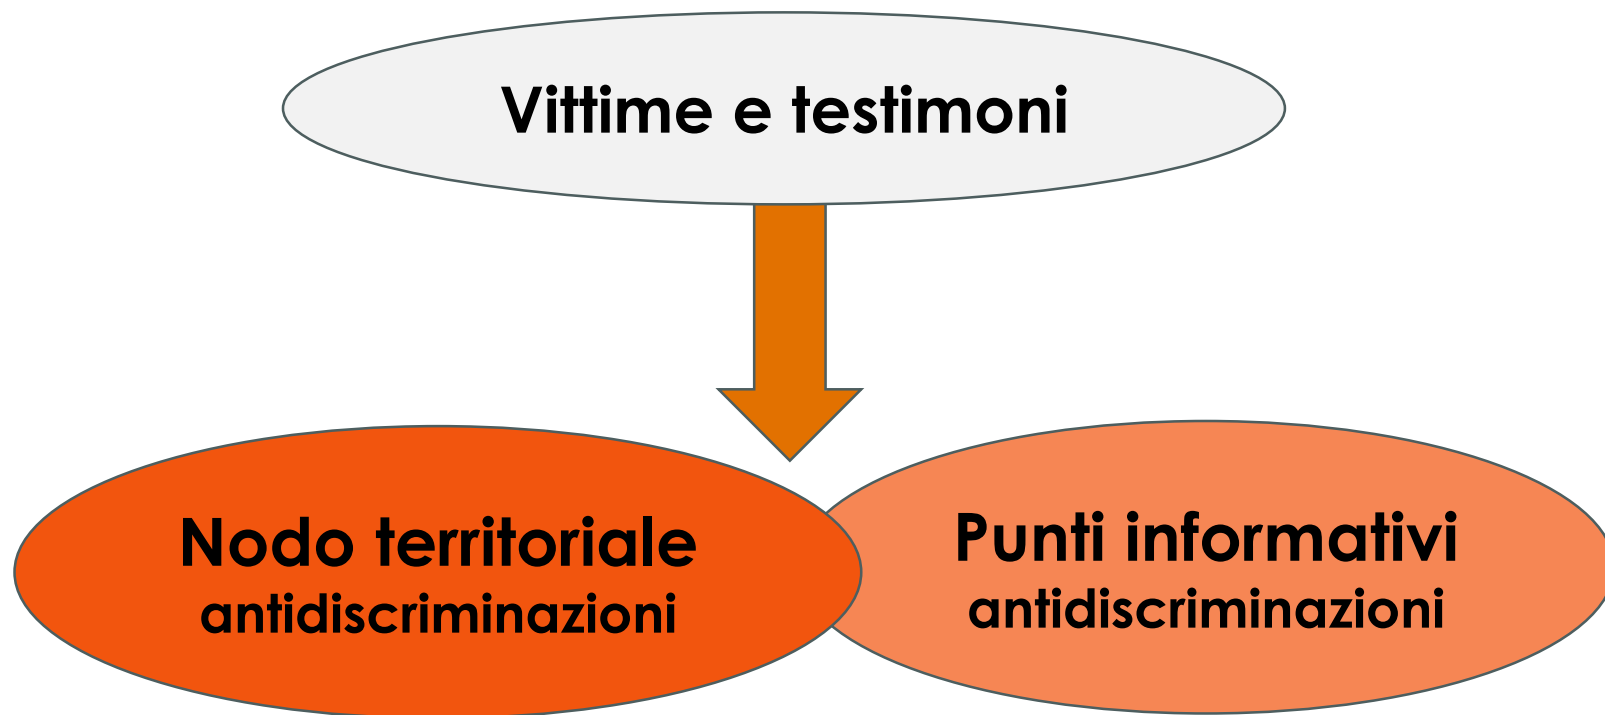 Vittime e testimoni
Nodo territoriale
antidiscriminazioni
Punti informativi
antidiscriminazioni